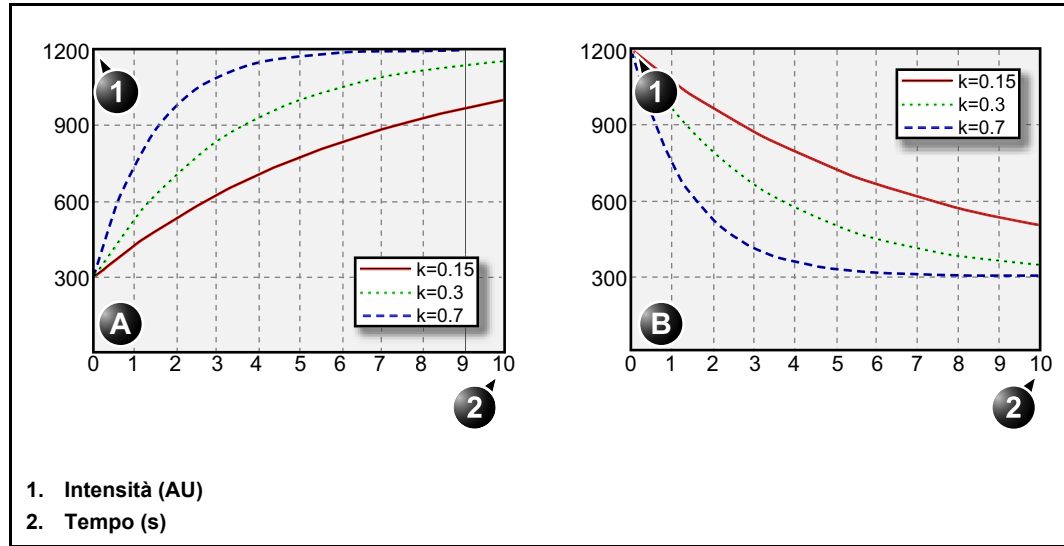 1200
900
600
300
0 1 2 3 4 5 6 7 8 9 10
1
A
2
k=0.15
k=0.3
k=0.7
1200
900
600
300
0 1 2 3 4 5 6 7 8 9 10
1
B
2
k=0.15
k=0.3
k=0.7
1. Intensità (AU)
2. Tempo (s)